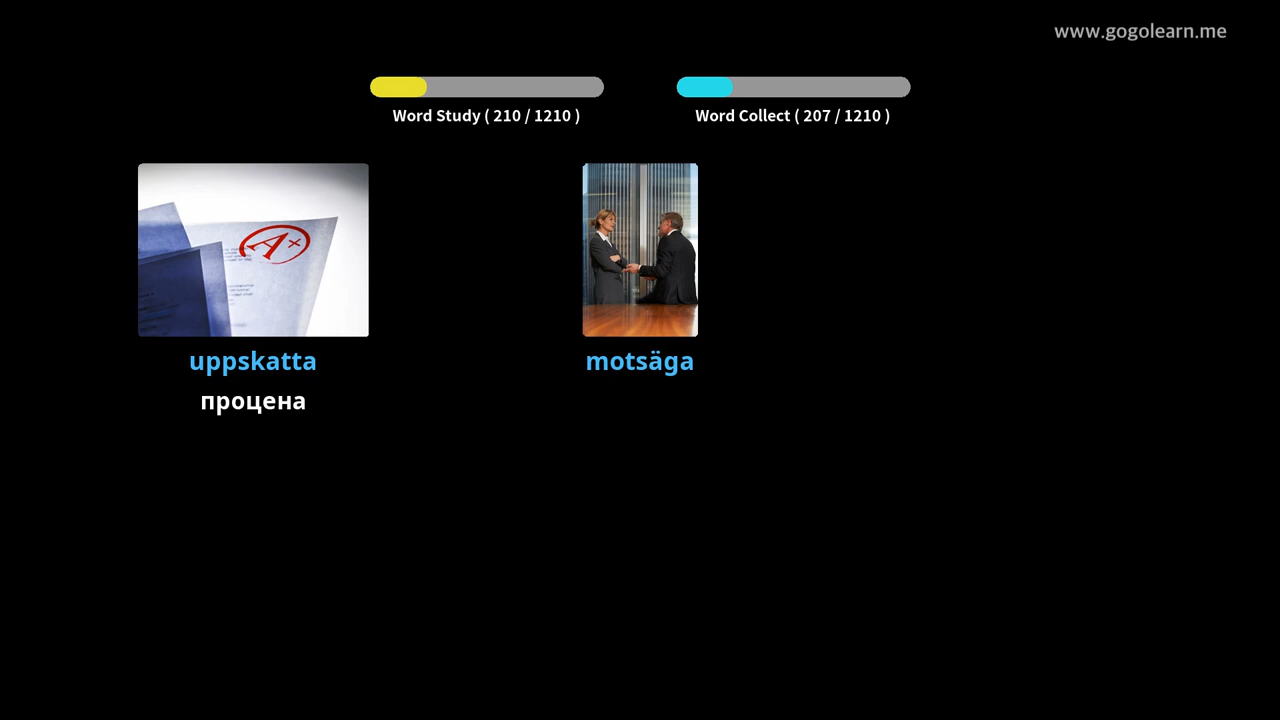 www.gogolearn.me
Word Study ( 210 / 1210 )
Word Collect ( 207 / 1210 )
A+
uppskatta
motsäga
процена